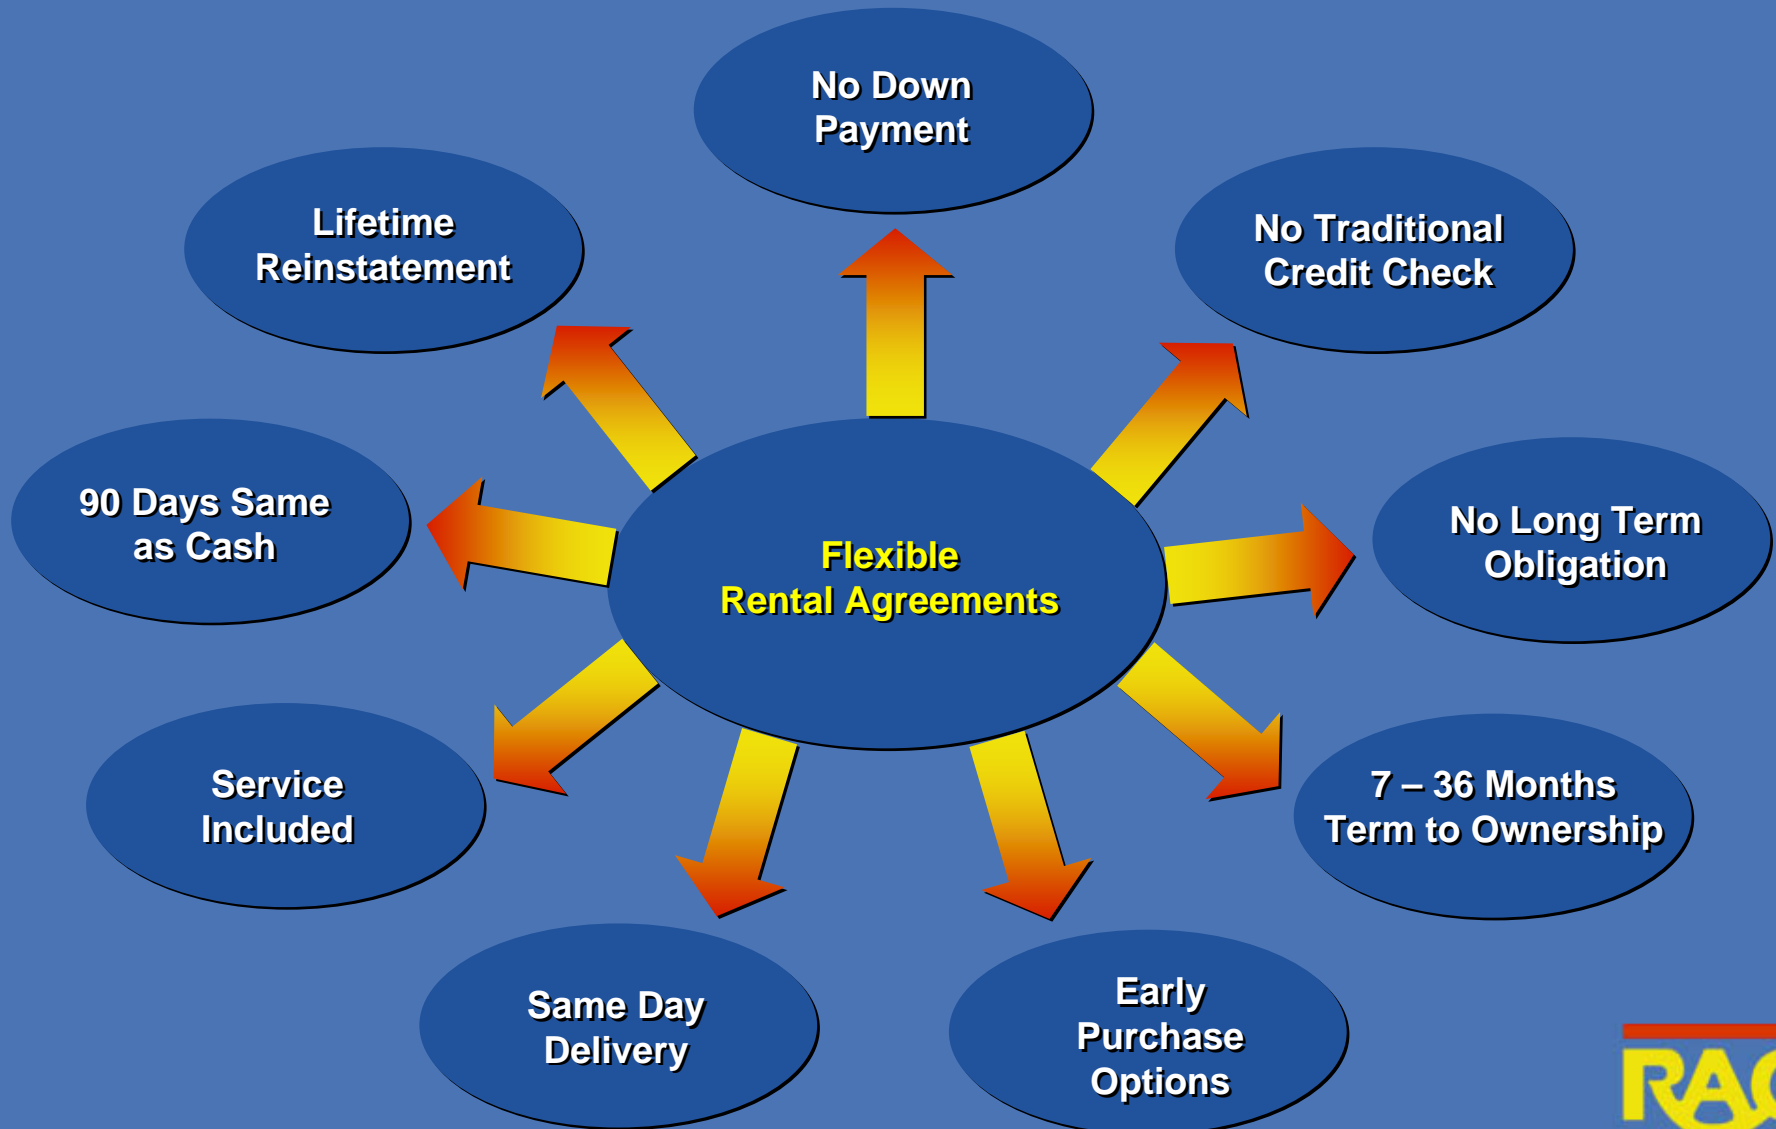 No Down
Payment
Lifetime
Reinstatement
No Traditional
Credit Check
90 Days Same
as Cash
Flexible
Rental Agreements
No Long Term
Obligation
Service
Included
7 – 36 Months
Term to Ownership
Same Day
Delivery
Early
Purchase
Options
RAC